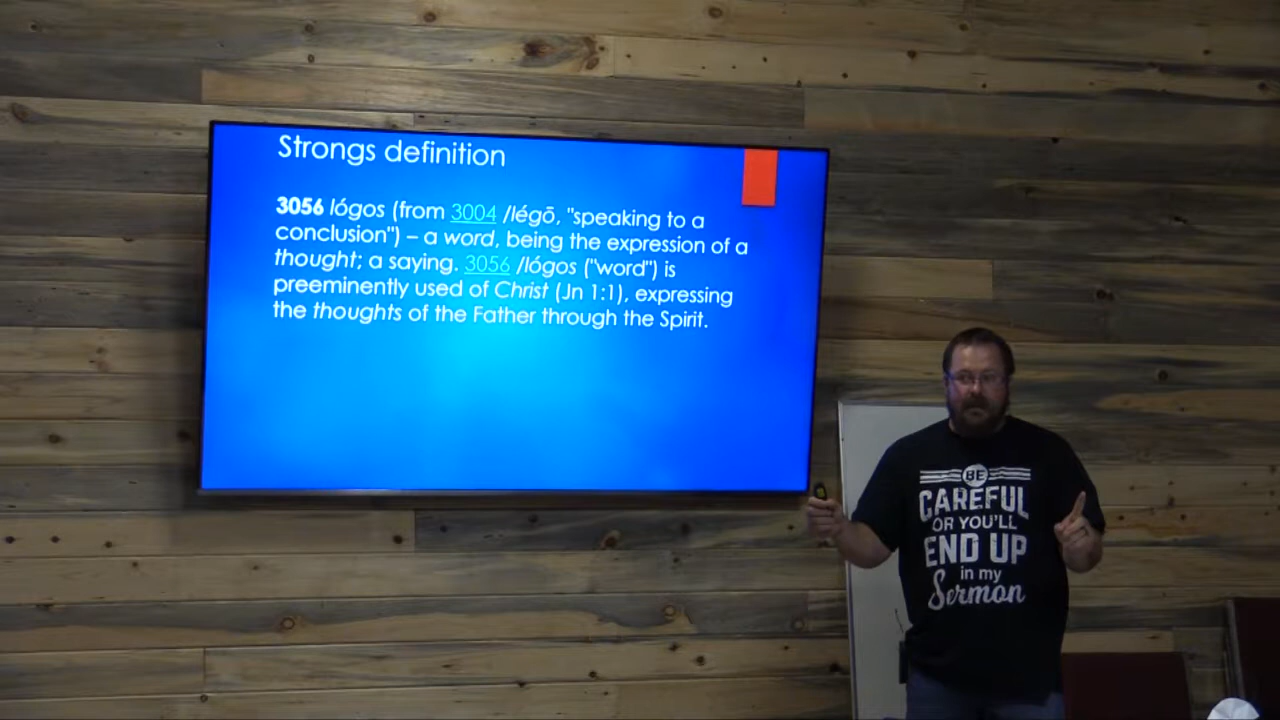 Strongs definition
3056 lógos (from 3004 /légō, "speaking to a
conclusion") – a word, being the expression of a
thought; a saying. 3056 /lógos ("word") is
preeminently used of Christ (Jn 1:1), expressing
the thoughts of the Father through the Spirit.
BE
CAREFUL
OR YOU'LL
END UP
in my
Sermon